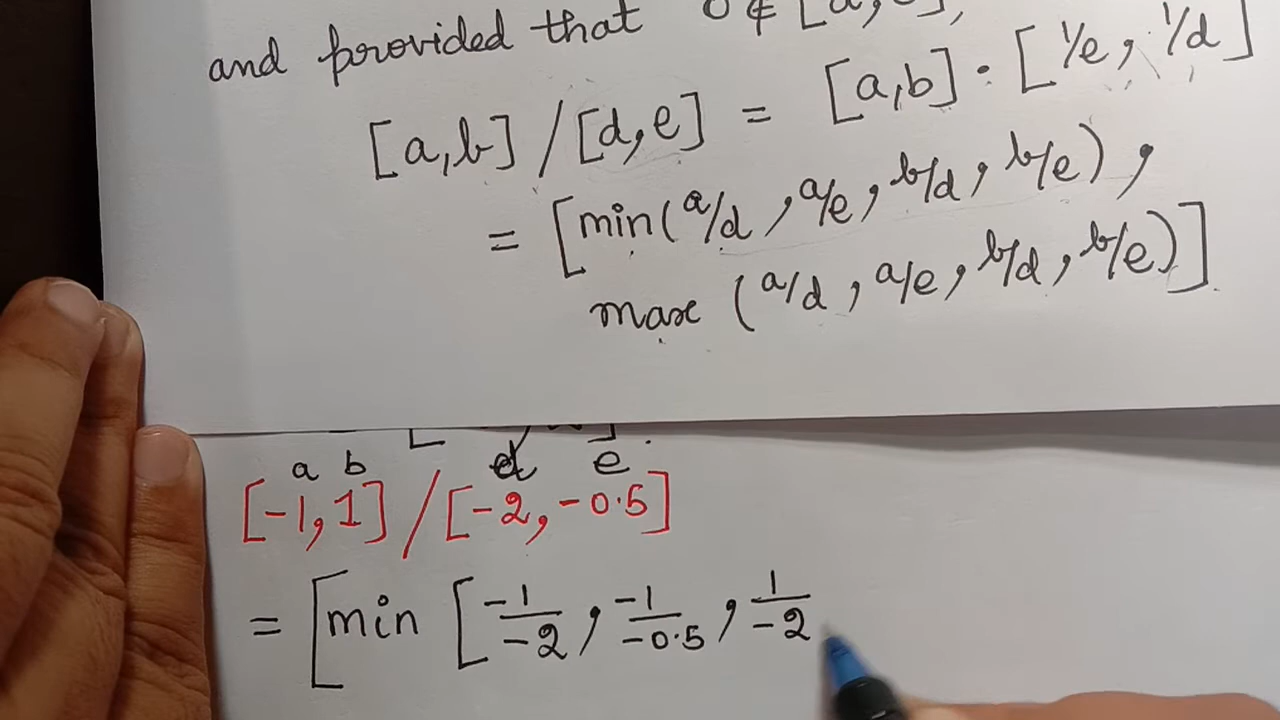 and provided that 0 ∉ [
[a,b] / [d,e] = [a,b] · [1/e, 1/d]
= [min(a/d, a/e, b/d, b/e),
max (a/d, a/e, b/d, b/e)]
a b d e
[-1, 1] / [-2, -0.5]
= [min [-1/-2, -1/-0.5, 1/-2